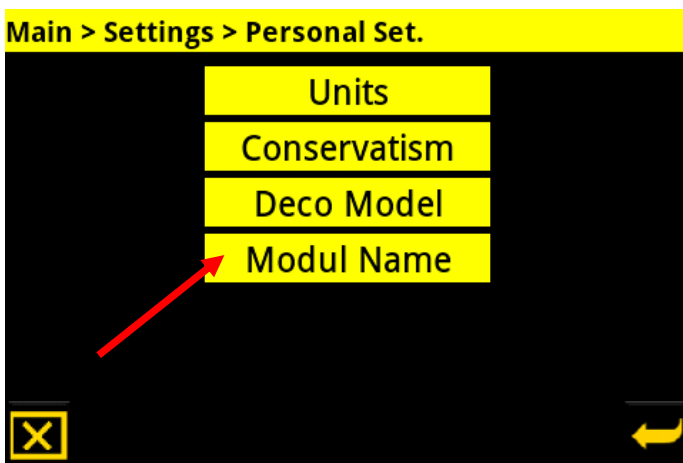 Main > Settings > Personal Set.
Units
Conservatism
Deco Model
Modul Name